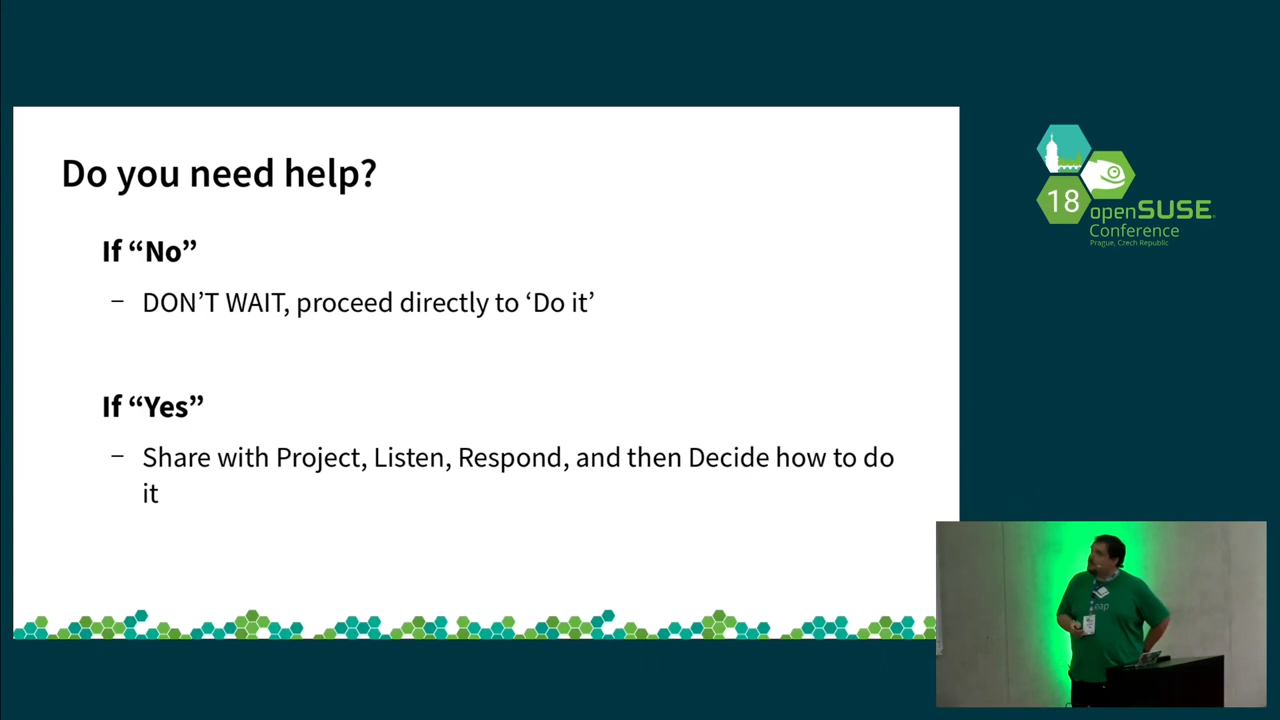 Do you need help?
If “No”
– DON’T WAIT, proceed directly to ‘Do it’
If “Yes”
– Share with Project, Listen, Respond, and then Decide how to do
it
18
openSUSE
Conference
Prague, Czech Republic